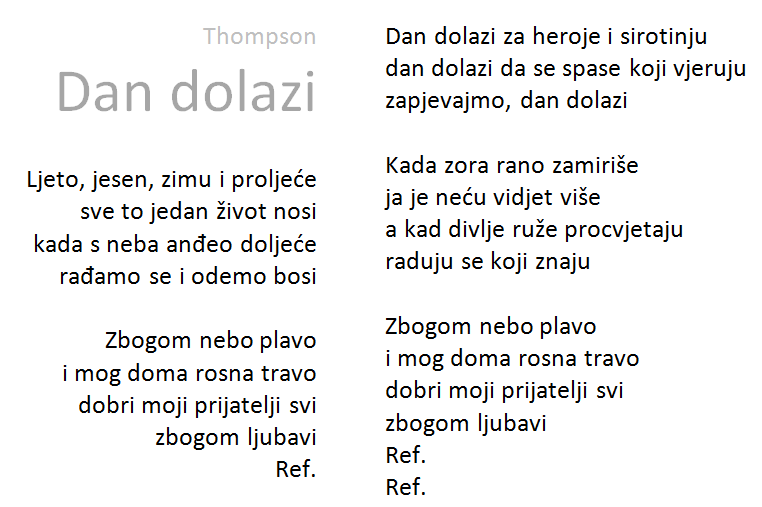 Thompson
Dan dolazi
Ljeto, jesen, zimu i proljeće
sve to jedan život nosi
kada s neba anđeo doljeće
rađamo se i odemo bosi
Zbogom nebo plavo
i mog doma rosna travo
dobri moji prijatelji svi
zbogom ljubavi
Ref.
Dan dolazi za heroje i sirotinju
dan dolazi da se spase koji vjeruju
zapjevajmo, dan dolazi
Kada zora rano zamiriše
ja je neću vidjet više
a kad divlje ruže procvjetaju
raduju se koji znaju
Zbogom nebo plavo
i mog doma rosna travo
dobri moji prijatelji svi
zbogom ljubavi
Ref.
Ref.